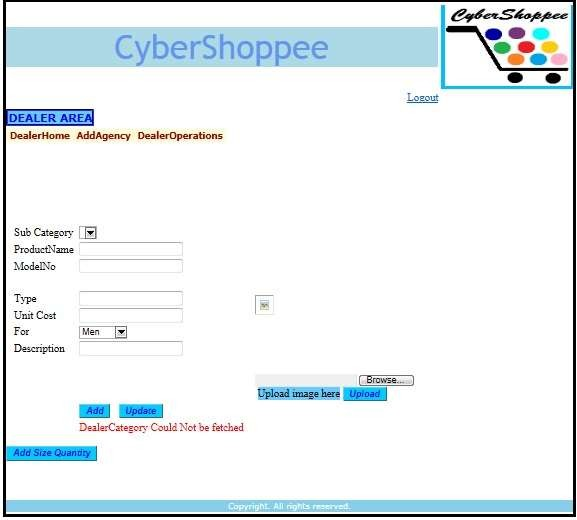 CyberShoppee
CyberShoppee
Logout
DEALER AREA
DealerHome AddAgency DealerOperations
Sub Category
ProductName
ModelNo
Type
Unit Cost
For Men
Description
Browse...
Upload image here Upload
Add Update
DealerCategory Could Not be fetched
Add Size Quantity
Copyright. All rights reserved.